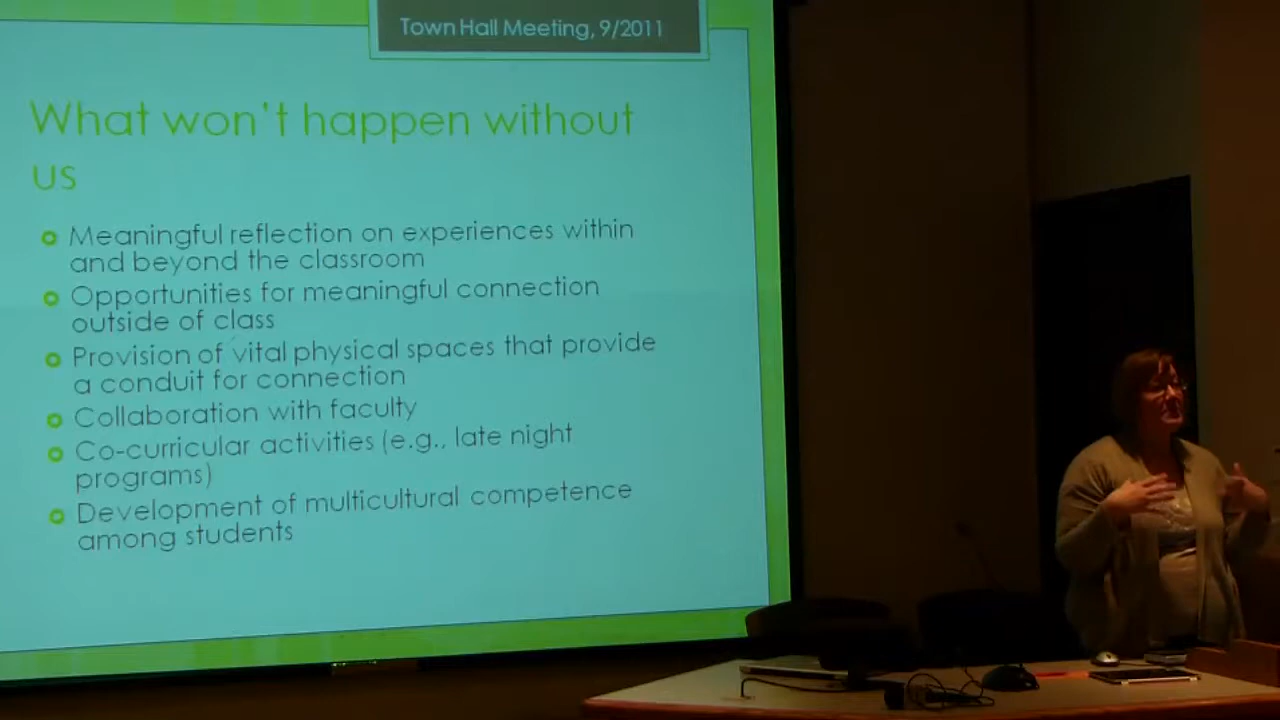 Town Hall Meeting, 9/2011
What won't happen without
us
Meaningful reflection on experiences within
and beyond the classroom
Opportunities for meaningful connection
outside of class
Provision of vital physical spaces that provide
a conduit for connection
Collaboration with faculty
Co-curricular activities (e.g., late night
programs)
Development of multicultural competence
among students